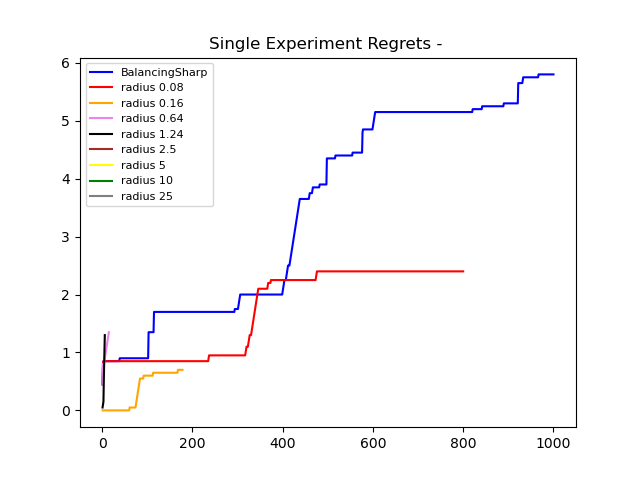 Single Experiment Regrets -
6
5
4
3
2
1
0
BalancingSharp
radius 0.08
radius 0.16
radius 0.64
radius 1.24
radius 2.5
radius 5
radius 10
radius 25
0 200 400 600 800 1000